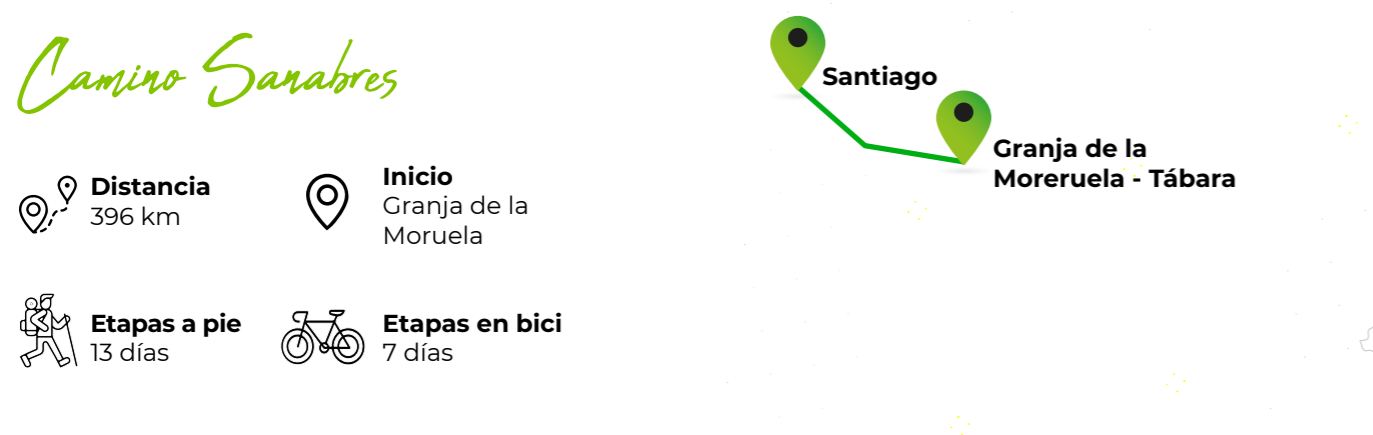 Camino Sanabres
Distancia
396 km
Inicio
Granja de la
Moruela
Etapas a pie
13 días
Etapas en bici
7 días
Santiago
Granja de la
Moreruela - Tábara